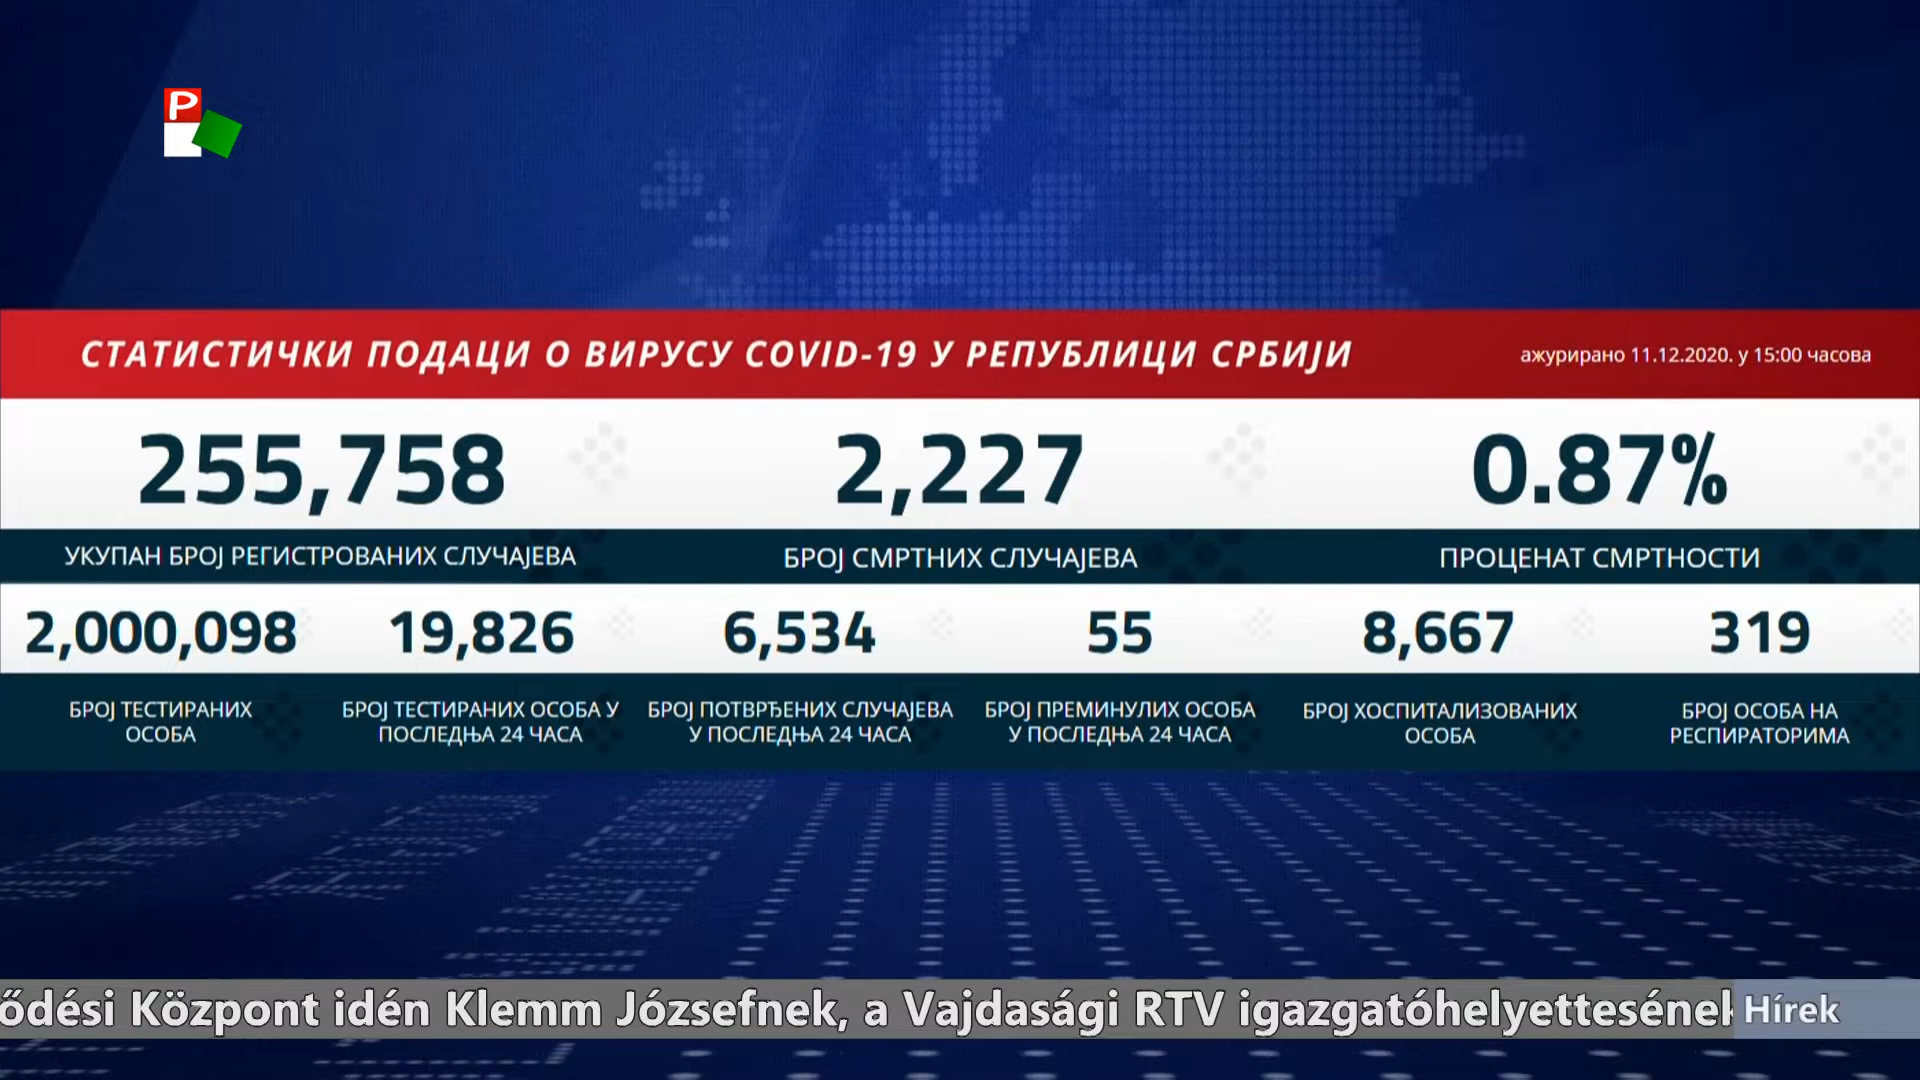 P
СТАТИСТИЧКИ ПОДАЦИ О ВИРУСУ COVID-19 У РЕПУБЛИЦИ СРБИЈИ
ажурирано 11.12.2020. у 15:00 часова
255,758
УКУПАН БРОЈ РЕГИСТРОВАНИХ СЛУЧАЈЕВА
2,227
БРОЈ СМРТНИХ СЛУЧАЈЕВА
0.87%
ПРОЦЕНАТ СМРТНОСТИ
2,000,098
БРОЈ ТЕСТИРАНИХ
ОСОБА
19,826
БРОЈ ТЕСТИРАНИХ ОСОБА У
ПОСЛЕДЊА 24 ЧАСА
6,534
БРОЈ ПОТВРЂЕНИХ СЛУЧАЈЕВА
У ПОСЛЕДЊА 24 ЧАСА
55
БРОЈ ПРЕМИНУЛИХ ОСОБА
У ПОСЛЕДЊА 24 ЧАСА
8,667
БРОЈ ХОСПИТАЛИЗОВАНИХ
ОСОБА
319
БРОЈ ОСОБА НА
РЕСПИРАТОРИМА
ődési Központ idén Klemm Józsefnek, a Vajdasági RTV igazgatóhelyettesének
Hírek